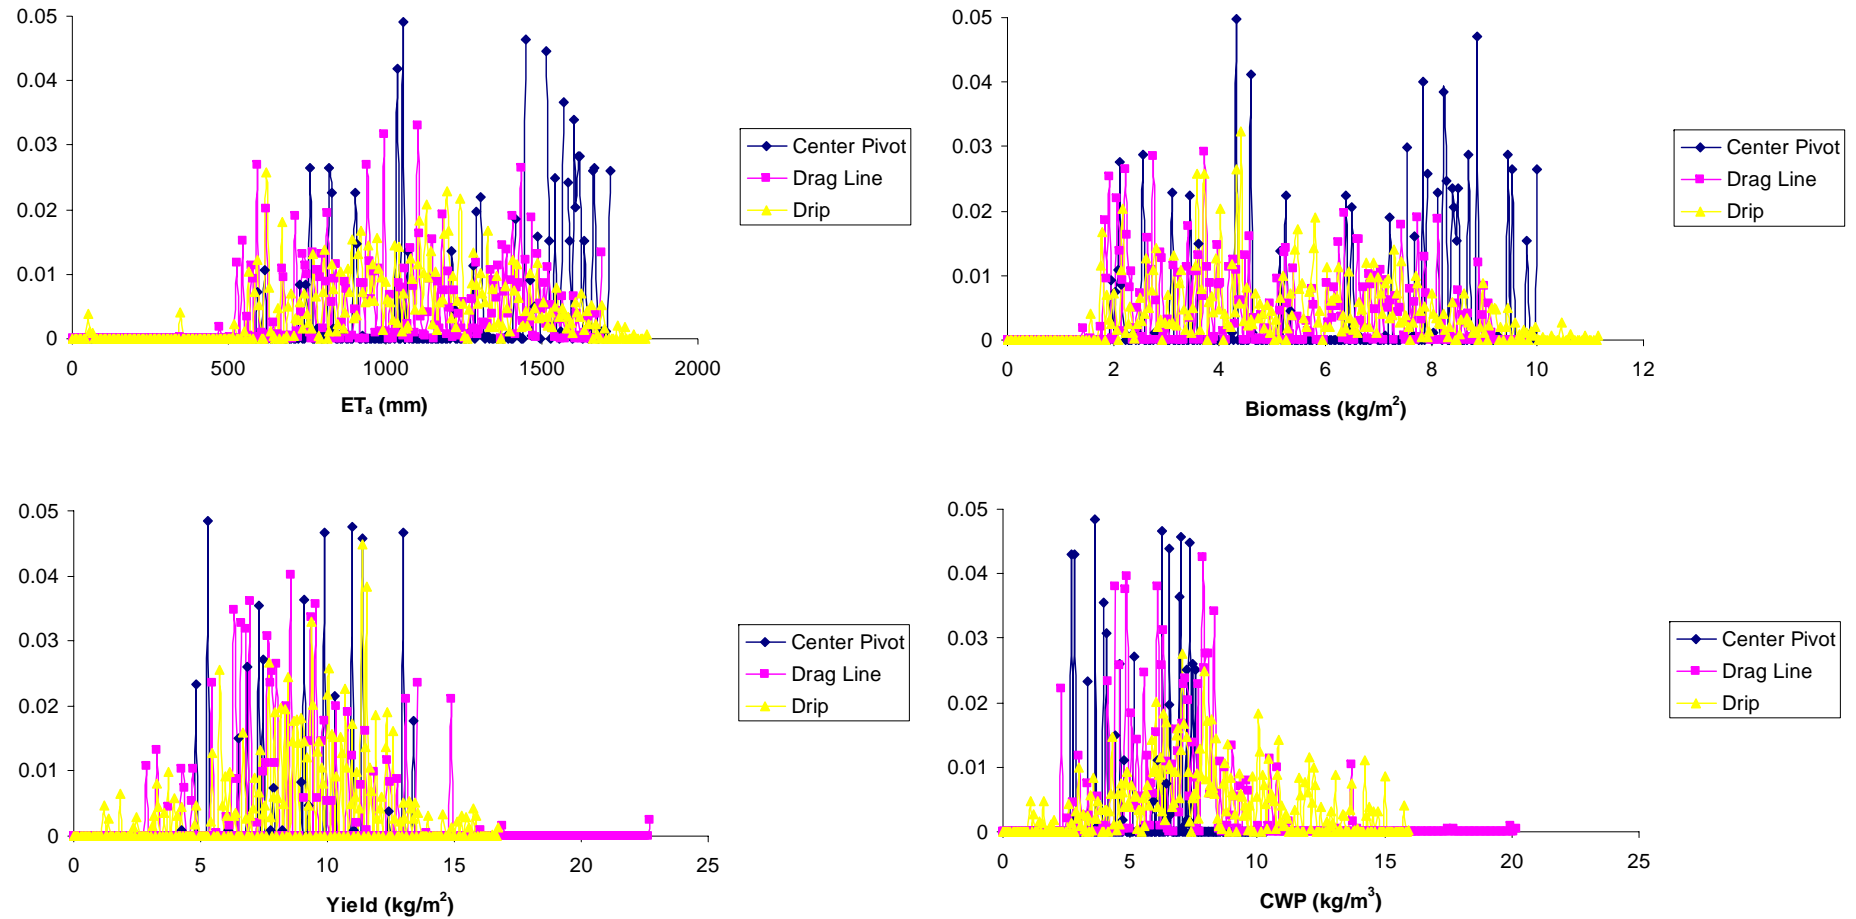 0.05
0.04
0.03
0.02
0.01
0
0 500 1000 1500 2000
ETₐ (mm)
Center Pivot
Drag Line
Drip
0.05
0.04
0.03
0.02
0.01
0
0 2 4 6 8 10 12
Biomass (kg/m²)
Center Pivot
Drag Line
Drip
0.05
0.04
0.03
0.02
0.01
0
0 5 10 15 20 25
Yield (kg/m²)
Center Pivot
Drag Line
Drip
0.05
0.04
0.03
0.02
0.01
0
0 5 10 15 20 25
CWP (kg/m³)
Center Pivot
Drag Line
Drip